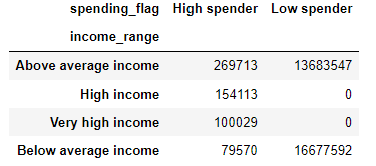 spending_flag High spender Low spender
income_range
Above average income 269713 13683547
High income 154113 0
Very high income 100029 0
Below average income 79570 16677592